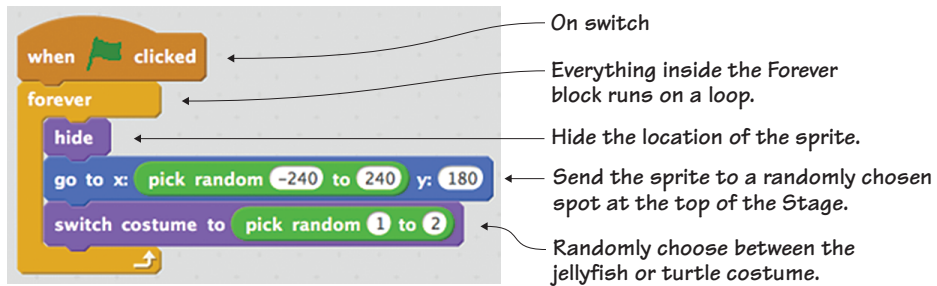 when clicked
On switch
forever
Everything inside the Forever
block runs on a loop.
hide
Hide the location of the sprite.
go to x: pick random -240 to 240 y: 180
Send the sprite to a randomly chosen
spot at the top of the Stage.
switch costume to pick random 1 to 2
Randomly choose between the
jellyfish or turtle costume.